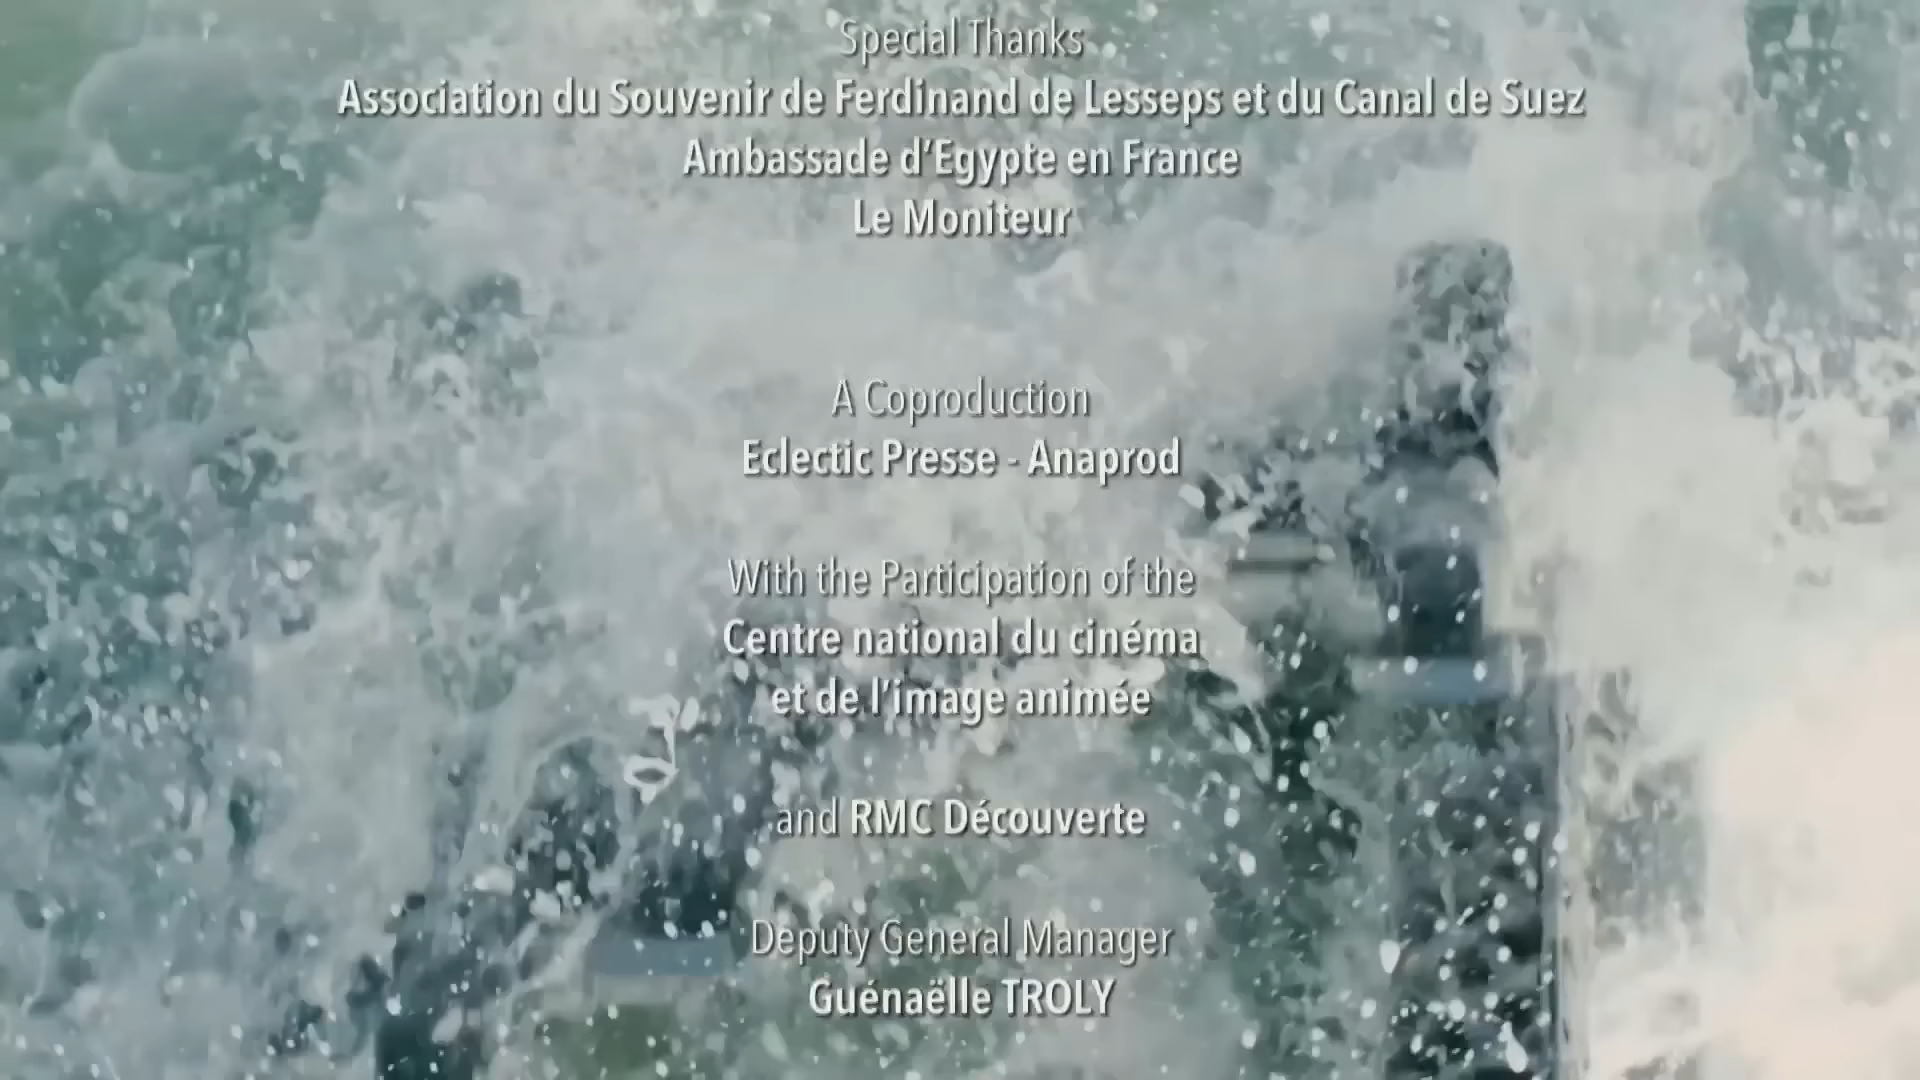 Special Thanks
Association du Souvenir de Ferdinand de Lesseps et du Canal de Suez
Ambassade d'Egypte en France
Le Moniteur
A Coproduction
Eclectic Presse - Anaprod
With the Participation of the
Centre national du cinéma
et de l'image animée
and RMC Découverte
Deputy General Manager
Guénaëlle TROLY